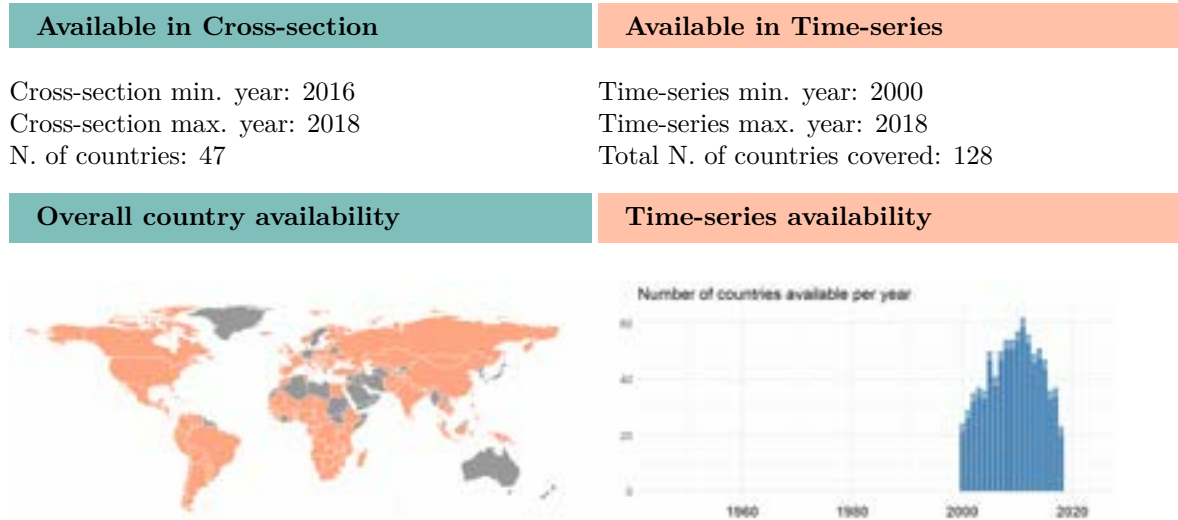 Available in Cross-section
Available in Time-series
Cross-section min. year: 2016
Cross-section max. year: 2018
N. of countries: 47
Time-series min. year: 2000
Time-series max. year: 2018
Total N. of countries covered: 128
Overall country availability
Time-series availability
Number of countries available per year
60
40
20
0
1960 1980 2000 2020